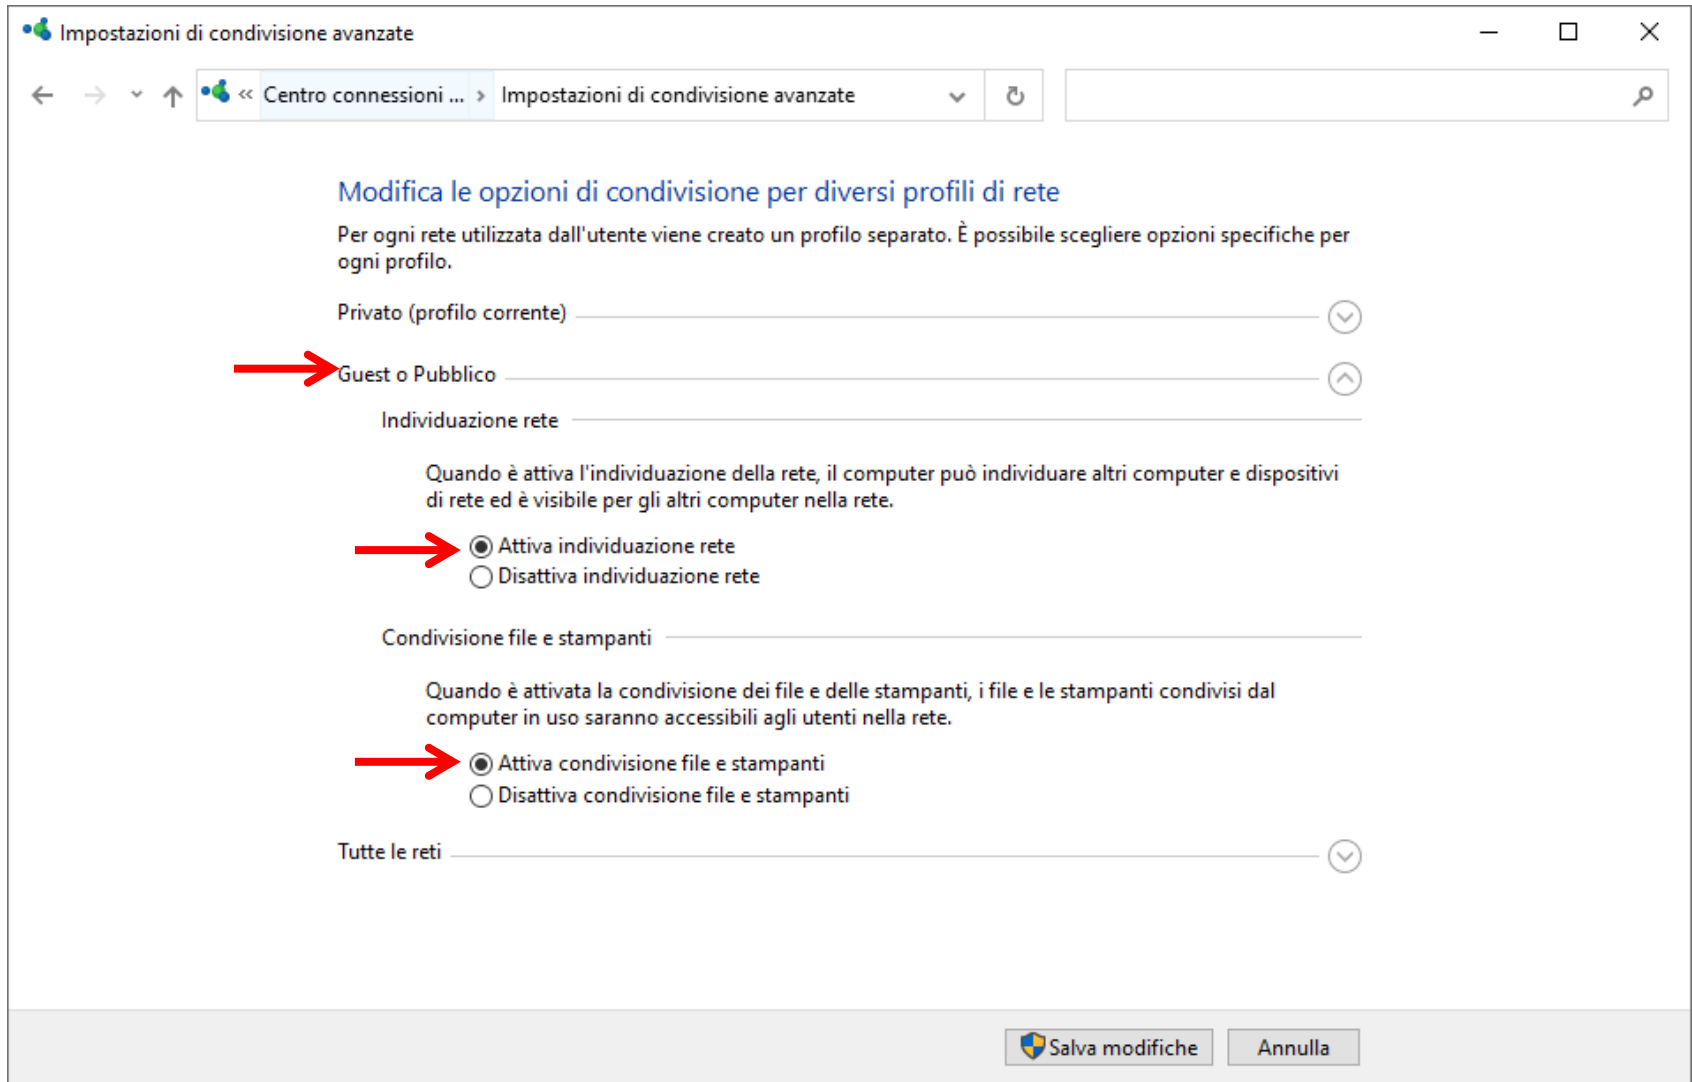 Impostazioni di condivisione avanzate
« Centro connessioni ... > Impostazioni di condivisione avanzate
Modifica le opzioni di condivisione per diversi profili di rete
Per ogni rete utilizzata dall'utente viene creato un profilo separato. È possibile scegliere opzioni specifiche per
ogni profilo.
Privato (profilo corrente)
Guest o Pubblico
Individuazione rete
Quando è attiva l'individuazione della rete, il computer può individuare altri computer e dispositivi
di rete ed è visibile per gli altri computer nella rete.
Attiva individuazione rete
Disattiva individuazione rete
Condivisione file e stampanti
Quando è attivata la condivisione dei file e delle stampanti, i file e le stampanti condivisi dal
computer in uso saranno accessibili agli utenti nella rete.
Attiva condivisione file e stampanti
Disattiva condivisione file e stampanti
Tutte le reti
Salva modifiche Annulla